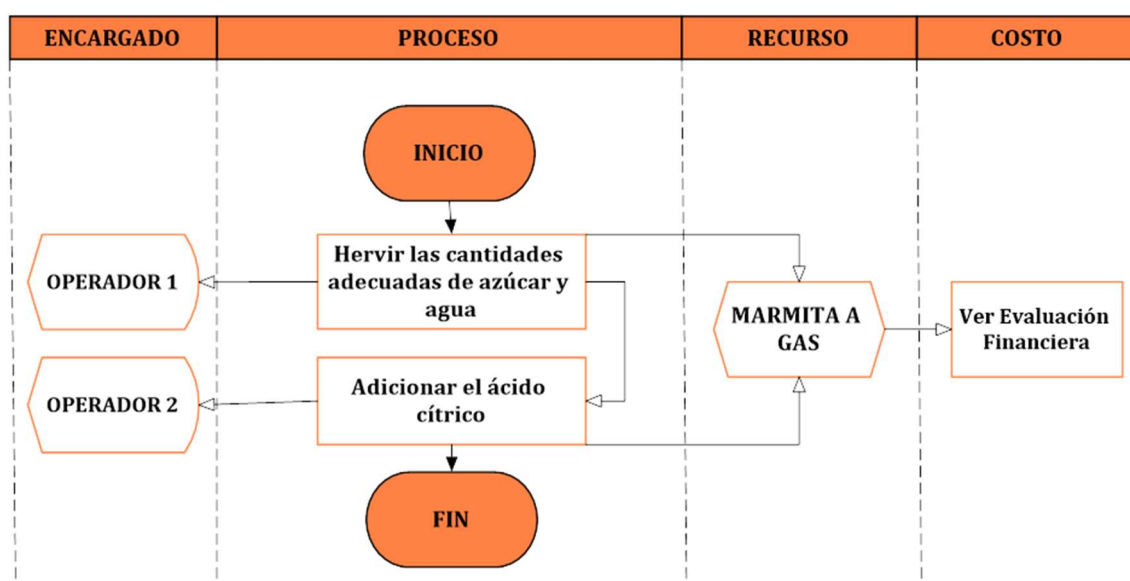 ENCARGADO
PROCESO
RECURSO
COSTO
INICIO
Hervir las cantidades
adecuadas de azúcar y
agua
OPERADOR 1
MARMITA A
GAS
Ver Evaluación
Financiera
Adicionar el ácido
cítrico
OPERADOR 2
FIN